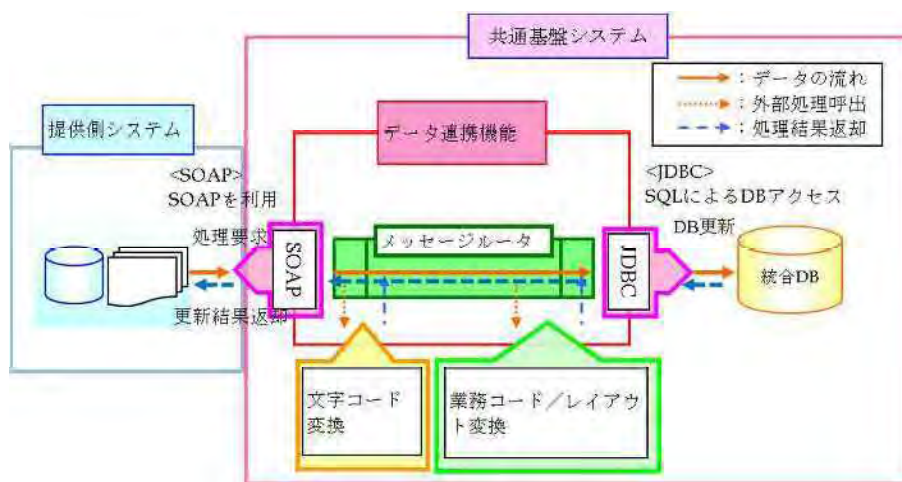 共通基盤システム
:データの流れ
:外部処理呼出
:処理結果返却
提供側システム
データ連携機能
<SOAP>
SOAPを利用
処理要求
<JDBC>
SQLによるDBアクセス
DB更新
SOAP
メッセージルータ
JDBC
統合DB
更新結果返却
文字コード
変換
業務コード/レイアウ
ト変換